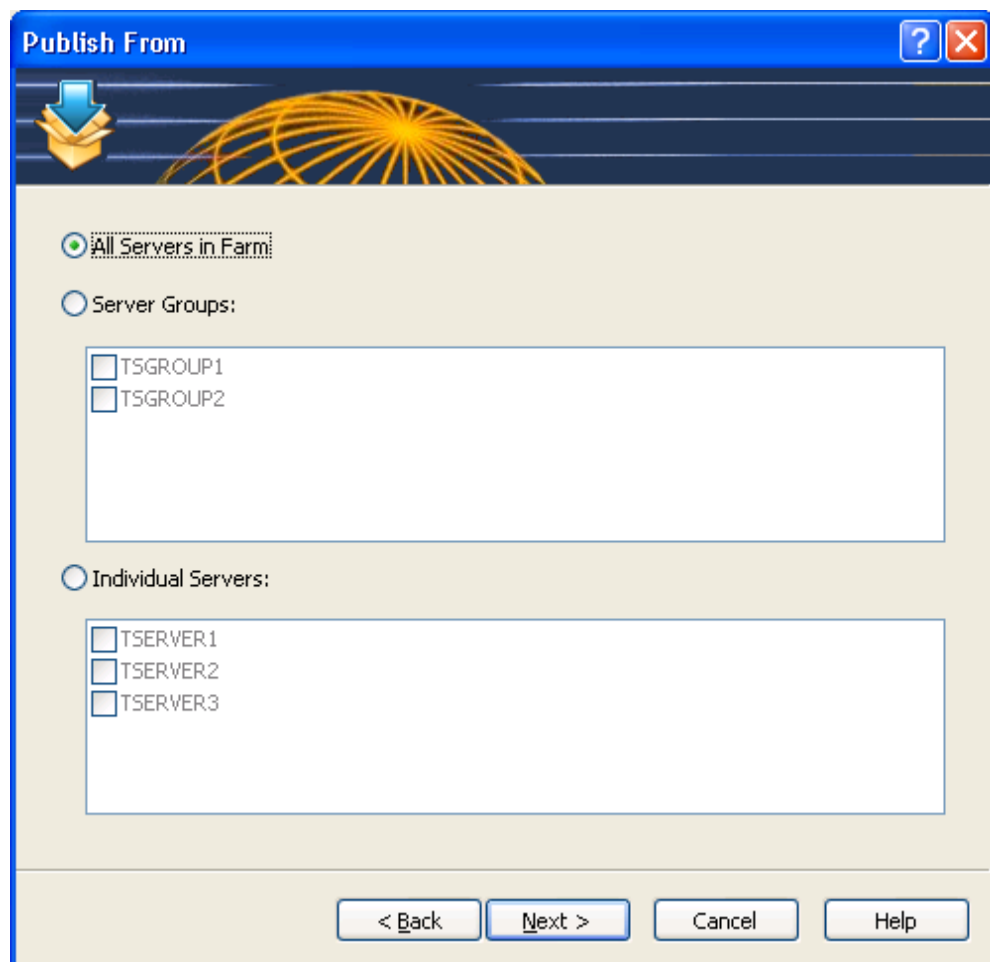 Publish From
All Servers in Farm
Server Groups:
TSGROUP1
TSGROUP2
Individual Servers:
TSERVER1
TSERVER2
TSERVER3
< Back Next > Cancel Help